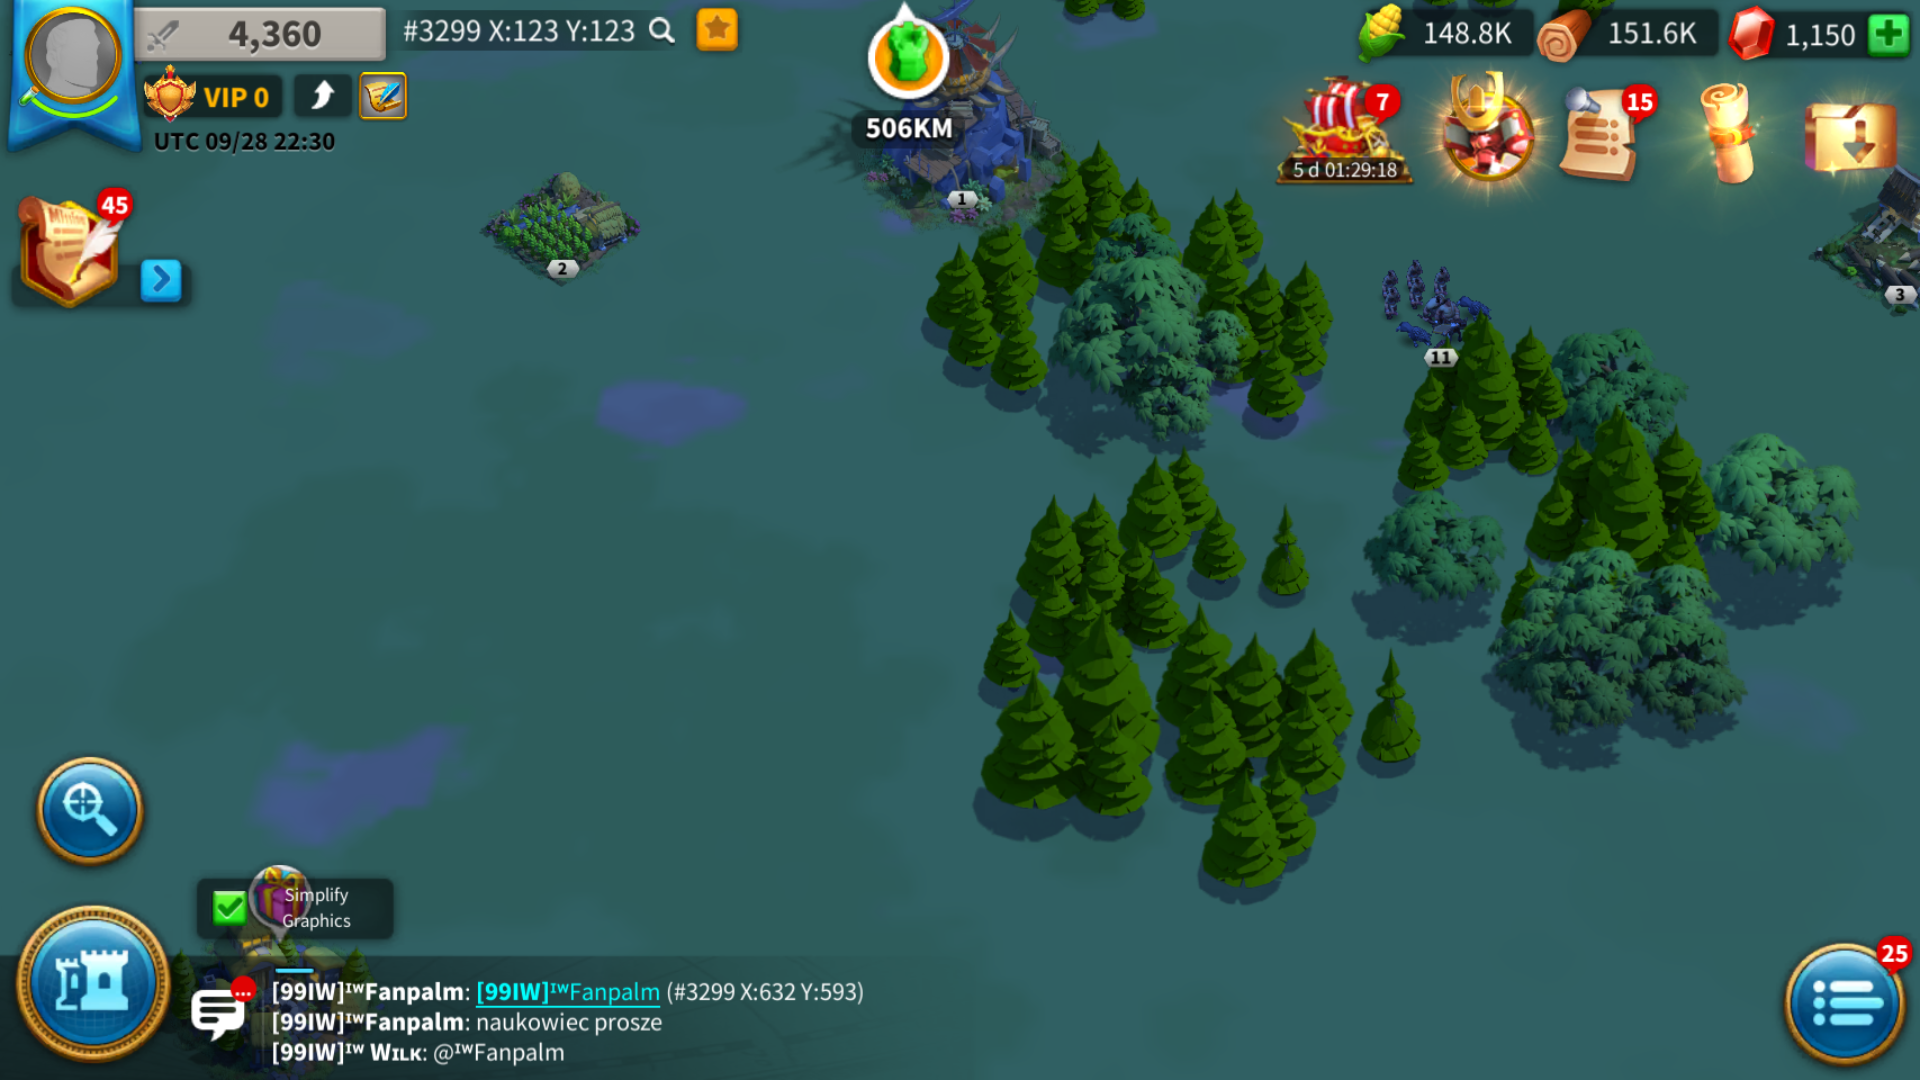 4,360
#3299 X:123 Y:123
148.8K
151.6K
1,150
VIP 0
UTC 09/28 22:30
506KM
7
5 d 01:29:18
15
Mission
45
1
2
3
11
Simplify
Graphics
[99IW]ᴵᵂFanpalm: [99IW]ᴵᵂFanpalm (#3299 X:632 Y:593)
[99IW]ᴵᵂFanpalm: naukowiec prosze
[99IW]ᴵᵂ Wɪʟᴋ: @ᴵᵂFanpalm
25